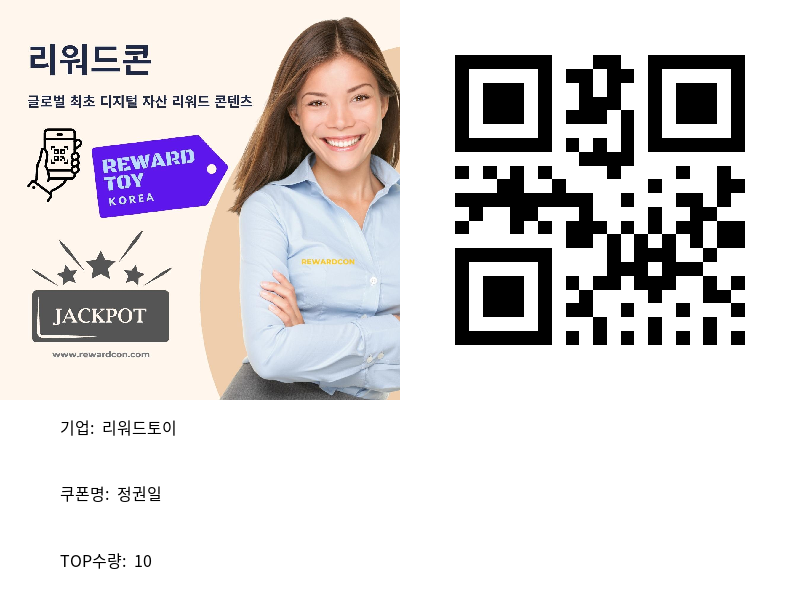 리워드콘
글로벌 최초 디지털 자산 리워드 콘텐츠
REWARD
TOY
KOREA
REWARDCON
JACKPOT
www.rewardcon.com
기업: 리워드토이
쿠폰명: 정권일
TOP수량: 10